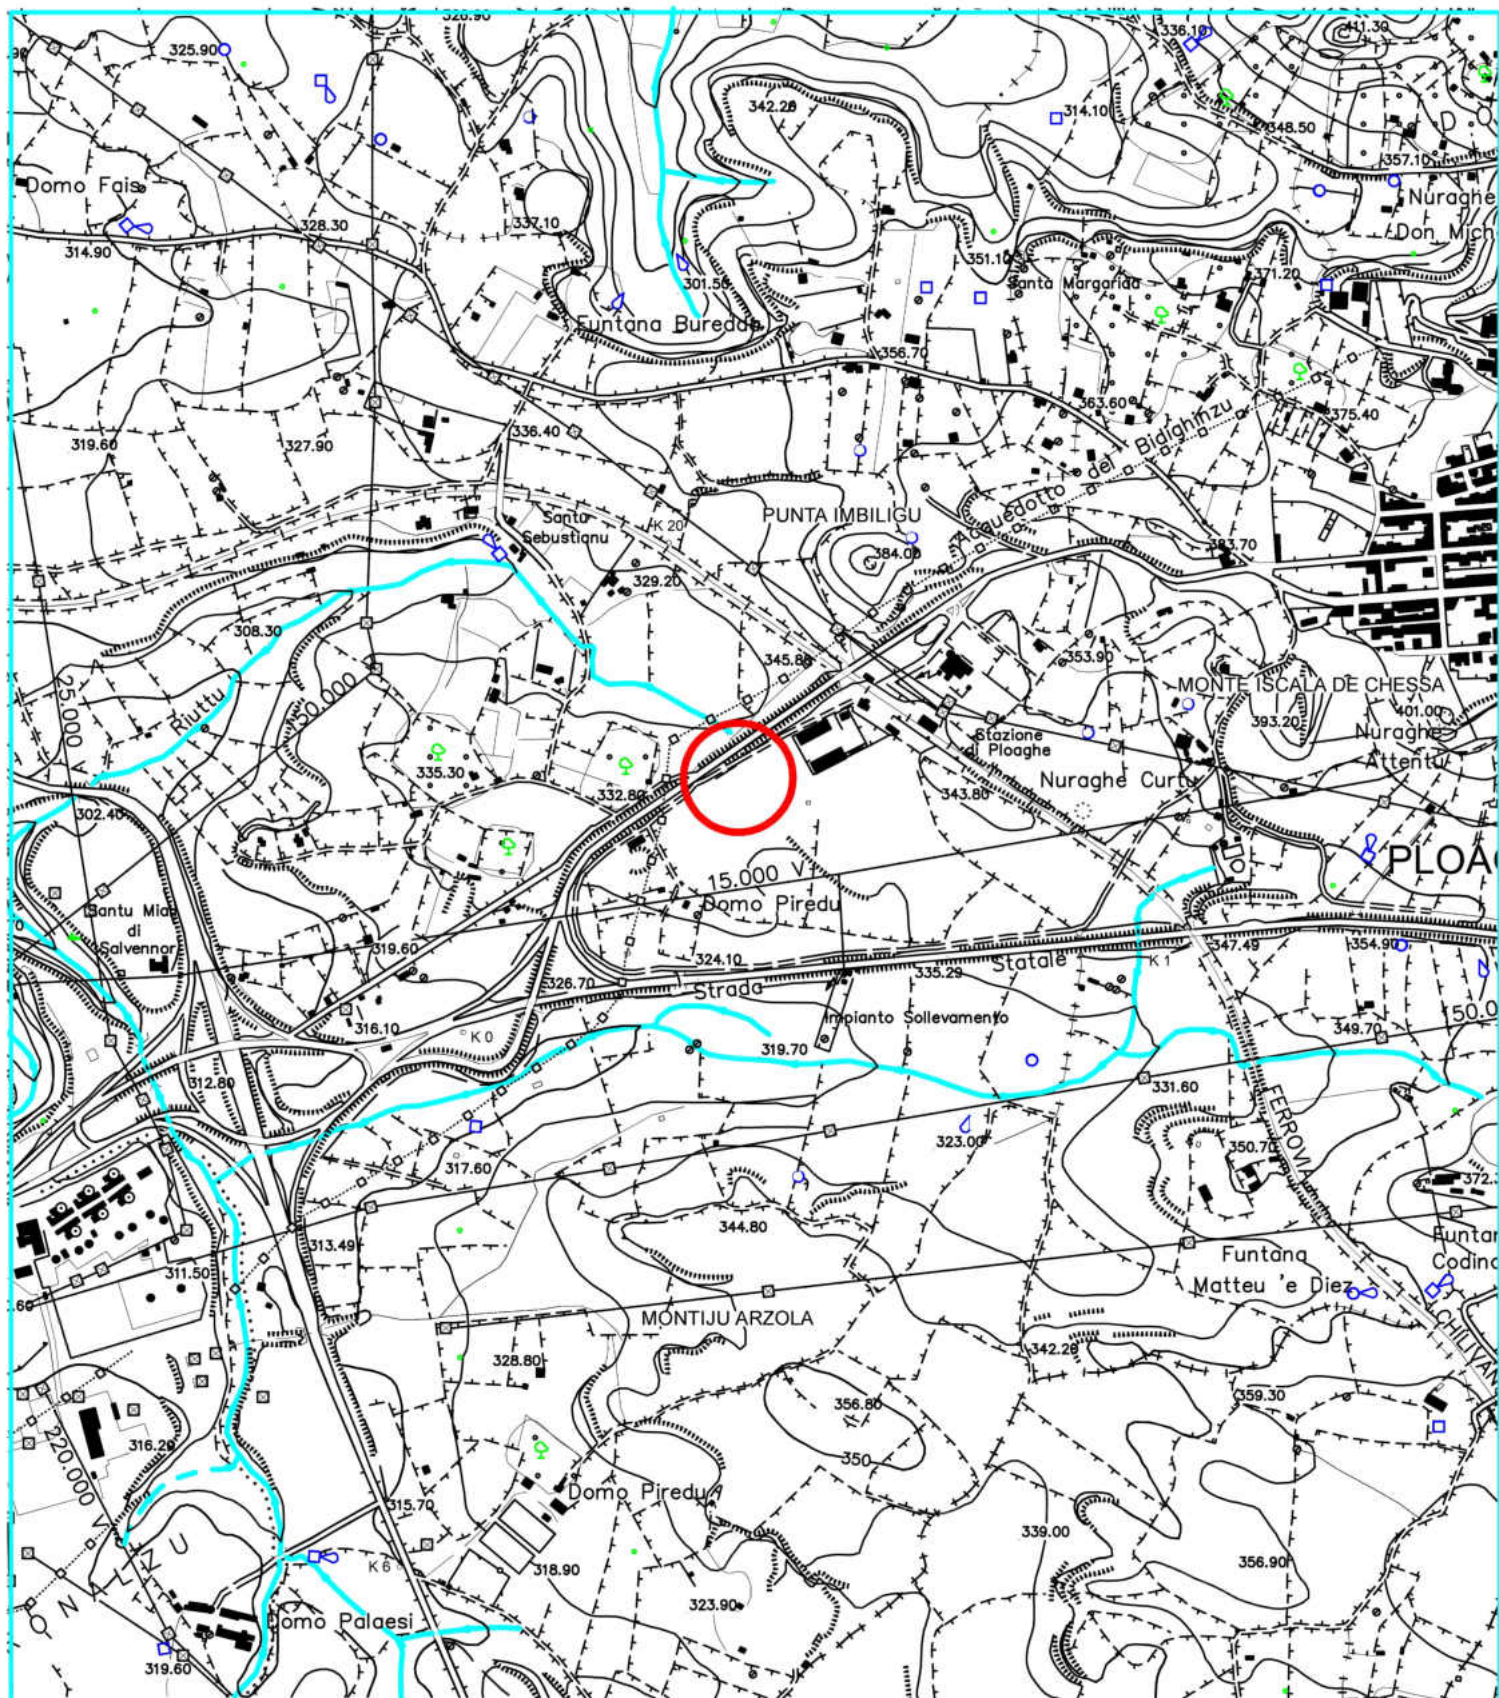 326.90
336.10
411.30
325.90
342.20
314.10
348.50
357.10
Domo Fais
337.10
328.30
314.90
Nuraghe
Don Mich
351.10
371.20
301.50
Santa Margarida
Funtana Buredda
356.70
363.60
375.40
319.60
327.90
336.40
Acquedotto del Bidighinzu
K 20
PUNTA IMBILIGU
Santu
Sebustianu
384.00
383.70
329.20
308.30
345.80
353.90
25.000 V
Riuttu
50.000
MONTE ISCALA DE CHESSA
401.00
393.20
Nuraghe
Attentu
Stazione
di Ploaghe
335.30
332.80
Nuraghe Curtu
343.80
302.40
PLOAG
15.000 V
Domo Piredu
Santu Mia
di
Salvennor
319.60
324.10
347.49
354.90
Statale
K 1
335.29
326.70
Strada
Impianto Sollevamento
316.10
K 0
319.70
349.70
50.0
312.80
331.60
FERROVIA
323.00
350.70
317.60
372.
344.80
313.49
311.50
Funtana
Matteu 'e Diez
Funtan
Codina
.60
MONTIJU ARZOLA
CHILIVAN
328.80
342.20
359.30
356.80
316.20
350
220.000 V
Domo Piredu
315.70
339.00
356.90
K 6
318.90
323.90
Domo Palaesi
319.60